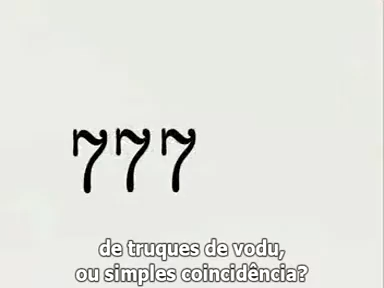 777
de truques de vodu,
ou simples coincidência?